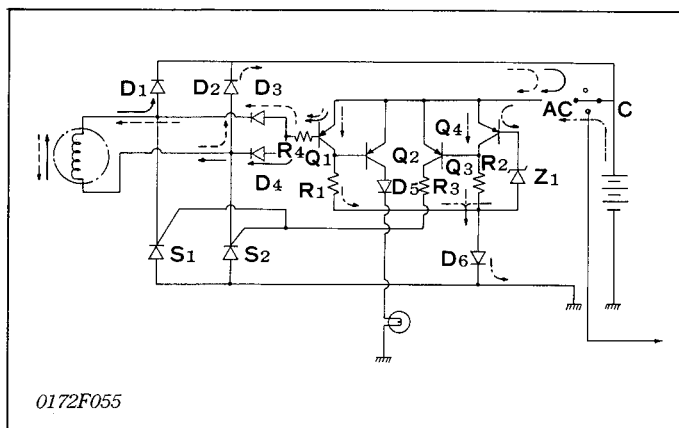 D1 D2 D3
AC C
Q4
R4 Q1 Q2 Q3 R2
D4 R1 D5 R3 Z1
S1 S2 D6
0172F055